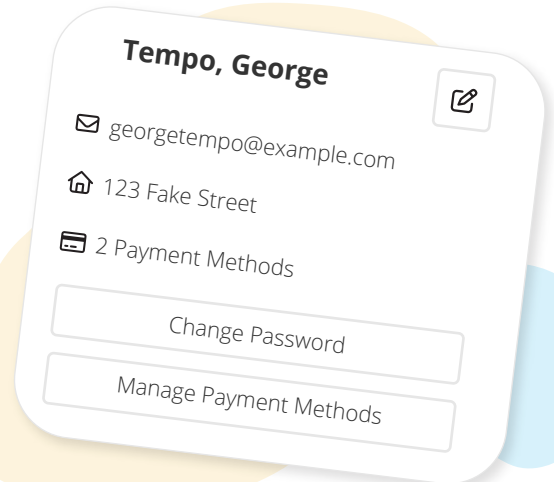 Tempo, George
georgetempo@example.com
123 Fake Street
2 Payment Methods
Change Password
Manage Payment Methods